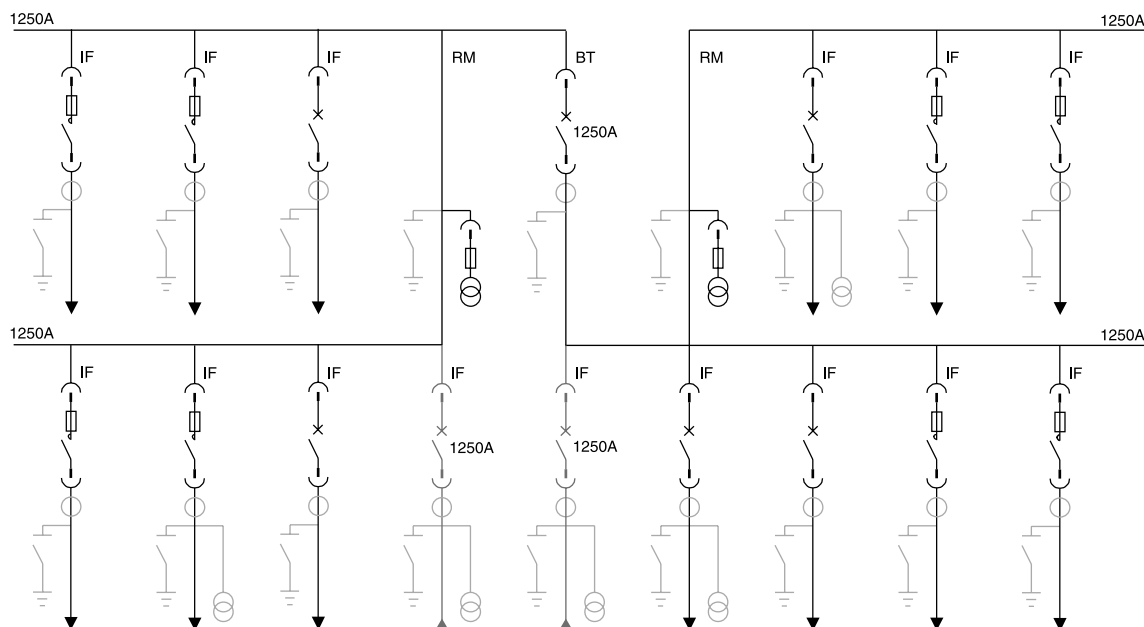 1250A 1250A
IF IF IF RM BT RM IF IF IF
1250A
1250A 1250A
IF IF IF IF IF IF IF IF IF
1250A 1250A